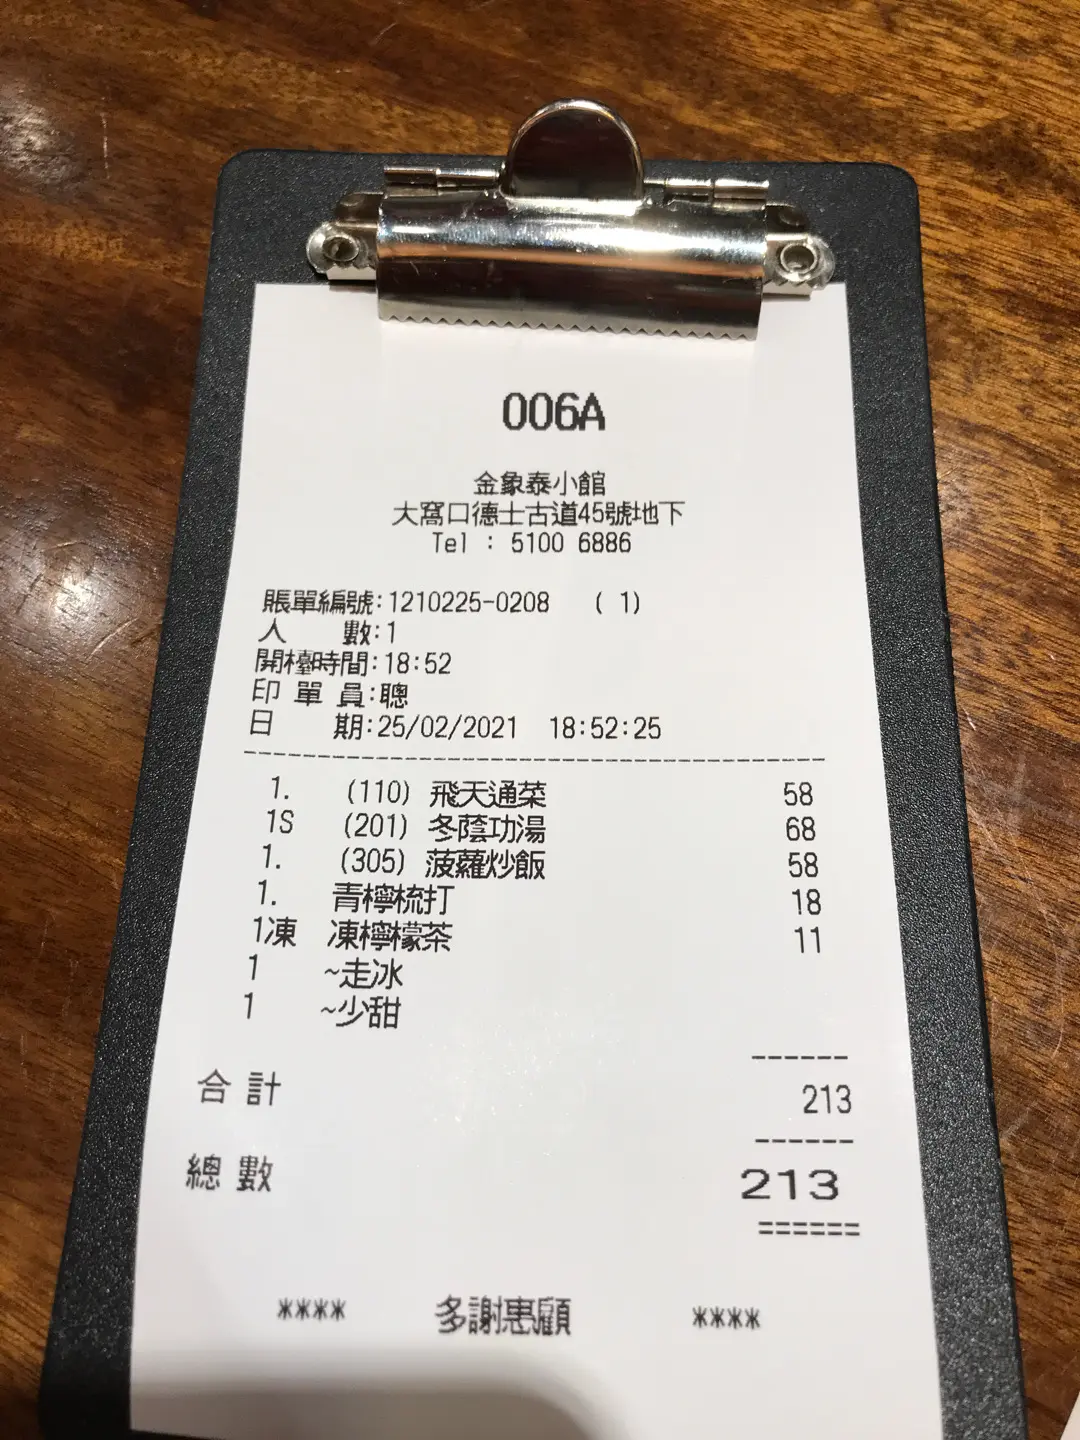 006A
金象泰小館
大窩口德士古道45號地下
Tel : 5100 6886
賬單編號:1210225-0208 ( 1)
人 數:1
開檯時間:18:52
印 單 員:聰
日 期:25/02/2021 18:52:25
1. (110) 飛天通菜 58
1S (201) 冬蔭功湯 68
1. (305) 菠蘿炒飯 58
1. 青檸梳打 18
1凍 凍檸檬茶 11
1 ~走冰
1 ~少甜
合 計 213
總 數 213
**** 多謝惠顧 ****